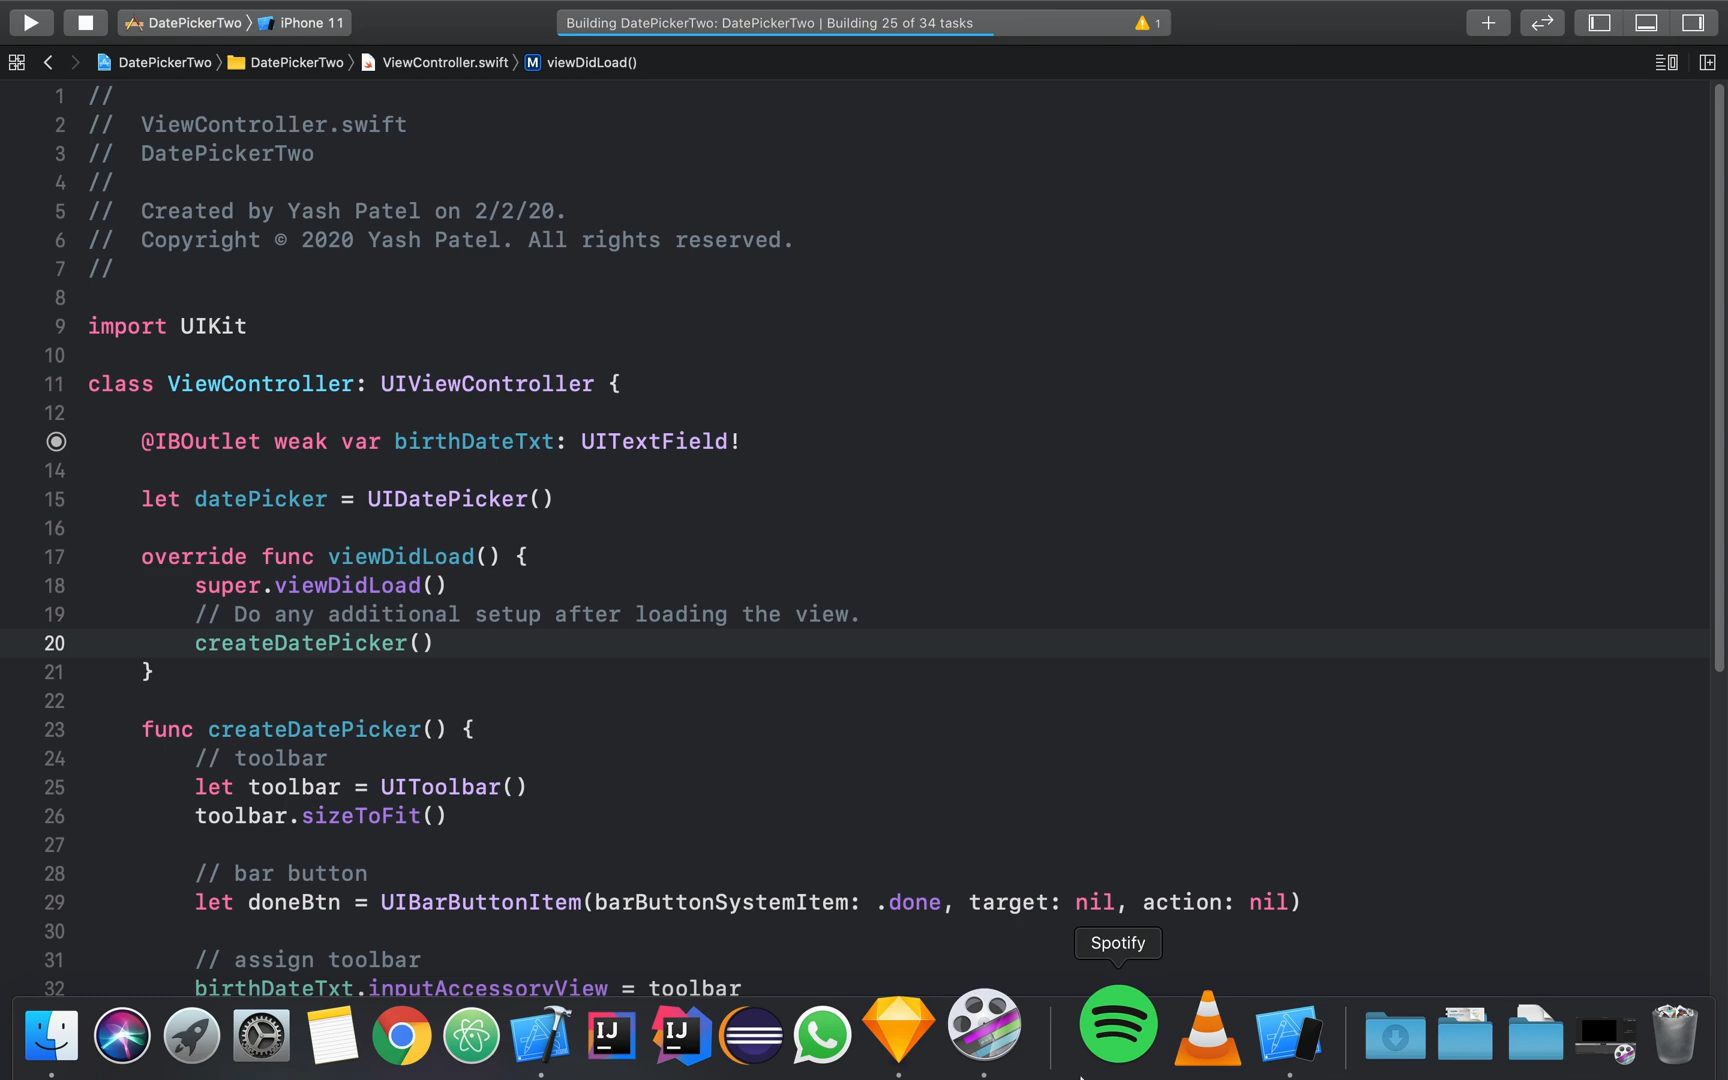 DatePickerTwo 〉 iPhone 11
Building DatePickerTwo: DatePickerTwo | Building 25 of 34 tasks
1
DatePickerTwo 〉 DatePickerTwo 〉 ViewController.swift 〉 M viewDidLoad()
1 //
2 //  ViewController.swift
3 //  DatePickerTwo
4 //
5 //  Created by Yash Patel on 2/2/20.
6 //  Copyright © 2020 Yash Patel. All rights reserved.
7 //
8
9 import UIKit
10
11 class ViewController: UIViewController {
12
@IBOutlet weak var birthDateTxt: UITextField!
14
15 let datePicker = UIDatePicker()
16
17 override func viewDidLoad() {
18 super.viewDidLoad()
19 // Do any additional setup after loading the view.
20 createDatePicker()
21 }
22
23 func createDatePicker() {
24 // toolbar
25 let toolbar = UIToolbar()
26 toolbar.sizeToFit()
27
28 // bar button
29 let doneBtn = UIBarButtonItem(barButtonSystemItem: .done, target: nil, action: nil)
30
31 // assign toolbar
32 birthDateTxt.inputAccessoryView = toolbar
Spotify
IJ
IJ